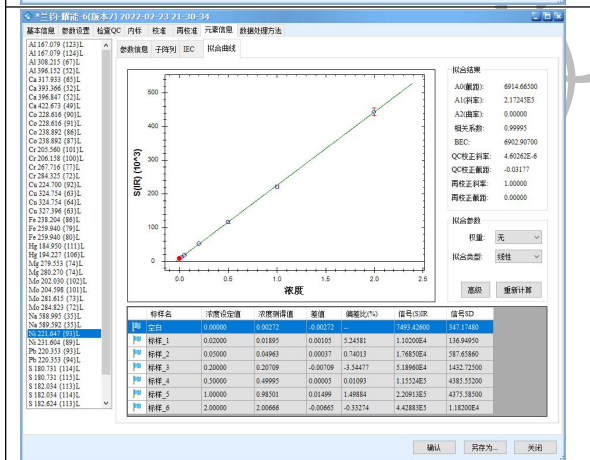 *兰钧-耀能-6(版本7) 2022-02-23 21-30-34
基本信息 参数设置 检查QC 内标 校准 两校准 元素信息 数据处理方法
Al 167.079 {123}L
Al 167.079 {124}L
Al 308.215 {67}L
Al 396.152 {52}L
Ca 317.933 {65}L
Ca 393.366 {52}L
Ca 396.847 {52}L
Ca 422.673 {49}L
Co 228.616 {90}L
Co 228.616 {91}L
Co 238.892 {86}L
Co 238.892 {87}L
Cr 205.560 {101}L
Cr 206.158 {100}L
Cr 267.716 {77}L
Cr 284.325 {72}L
Cu 224.700 {92}L
Cu 324.754 {63}L
Cu 324.754 {64}L
Cu 327.396 {63}L
Fe 238.204 {86}L
Fe 259.940 {79}L
Fe 259.940 {80}L
Hg 184.950 {111}L
Hg 194.227 {106}L
Mg 279.553 {74}L
Mg 280.270 {74}L
Mo 202.030 {102}L
Mo 204.598 {101}L
Mo 281.615 {73}L
Mo 284.823 {72}L
Na 588.995 {35}L
Na 589.592 {35}L
Ni 221.647 {93}L
Ni 231.604 {89}L
Pb 220.353 {93}L
Pb 220.353 {94}L
S 180.731 {114}L
S 180.731 {115}L
S 182.034 {113}L
S 182.034 {114}L
S 182.624 {113}L
参数信息 子阵列 IEC 拟合曲线
S(IR) (10^3)
500
400
300
200
100
0
0.0 0.5 1.0 1.5 2.0 2.5
浓度
拟合结果
A0(截距): 6914.66500
A1(斜率): 2.17245E5
A2(曲率): 0.00000
相关系数: 0.99995
BEC: 6902.90700
QC校正斜率: 4.60262E-6
QC校正截距: -0.03177
两校正斜率: 1.00000
两校正截距: 0.00000
拟合参数
权重: 无
拟合类型: 线性
高级 重新计算
标样名 浓度设定值 浓度测得值 差值 偏差比(%) 信号(S)IR 信号SD
空白 0.00000 0.00272 -0.00272 -- 7493.42600 347.17480
标样_1 0.02000 0.01895 0.00105 5.24581 1.10200E4 136.94950
标样_2 0.05000 0.04963 0.00037 0.74013 1.76850E4 587.65860
标样_3 0.20000 0.20709 -0.00709 -3.54477 5.18960E4 1432.72500
标样_4 0.50000 0.49995 0.00005 0.01093 1.15524E5 4385.55200
标样_5 1.00000 0.98501 0.01499 1.49884 2.20913E5 4375.58500
标样_6 2.00000 2.00666 -0.00665 -0.33274 4.42883E5 1.18200E4
确认 另存为... 关闭